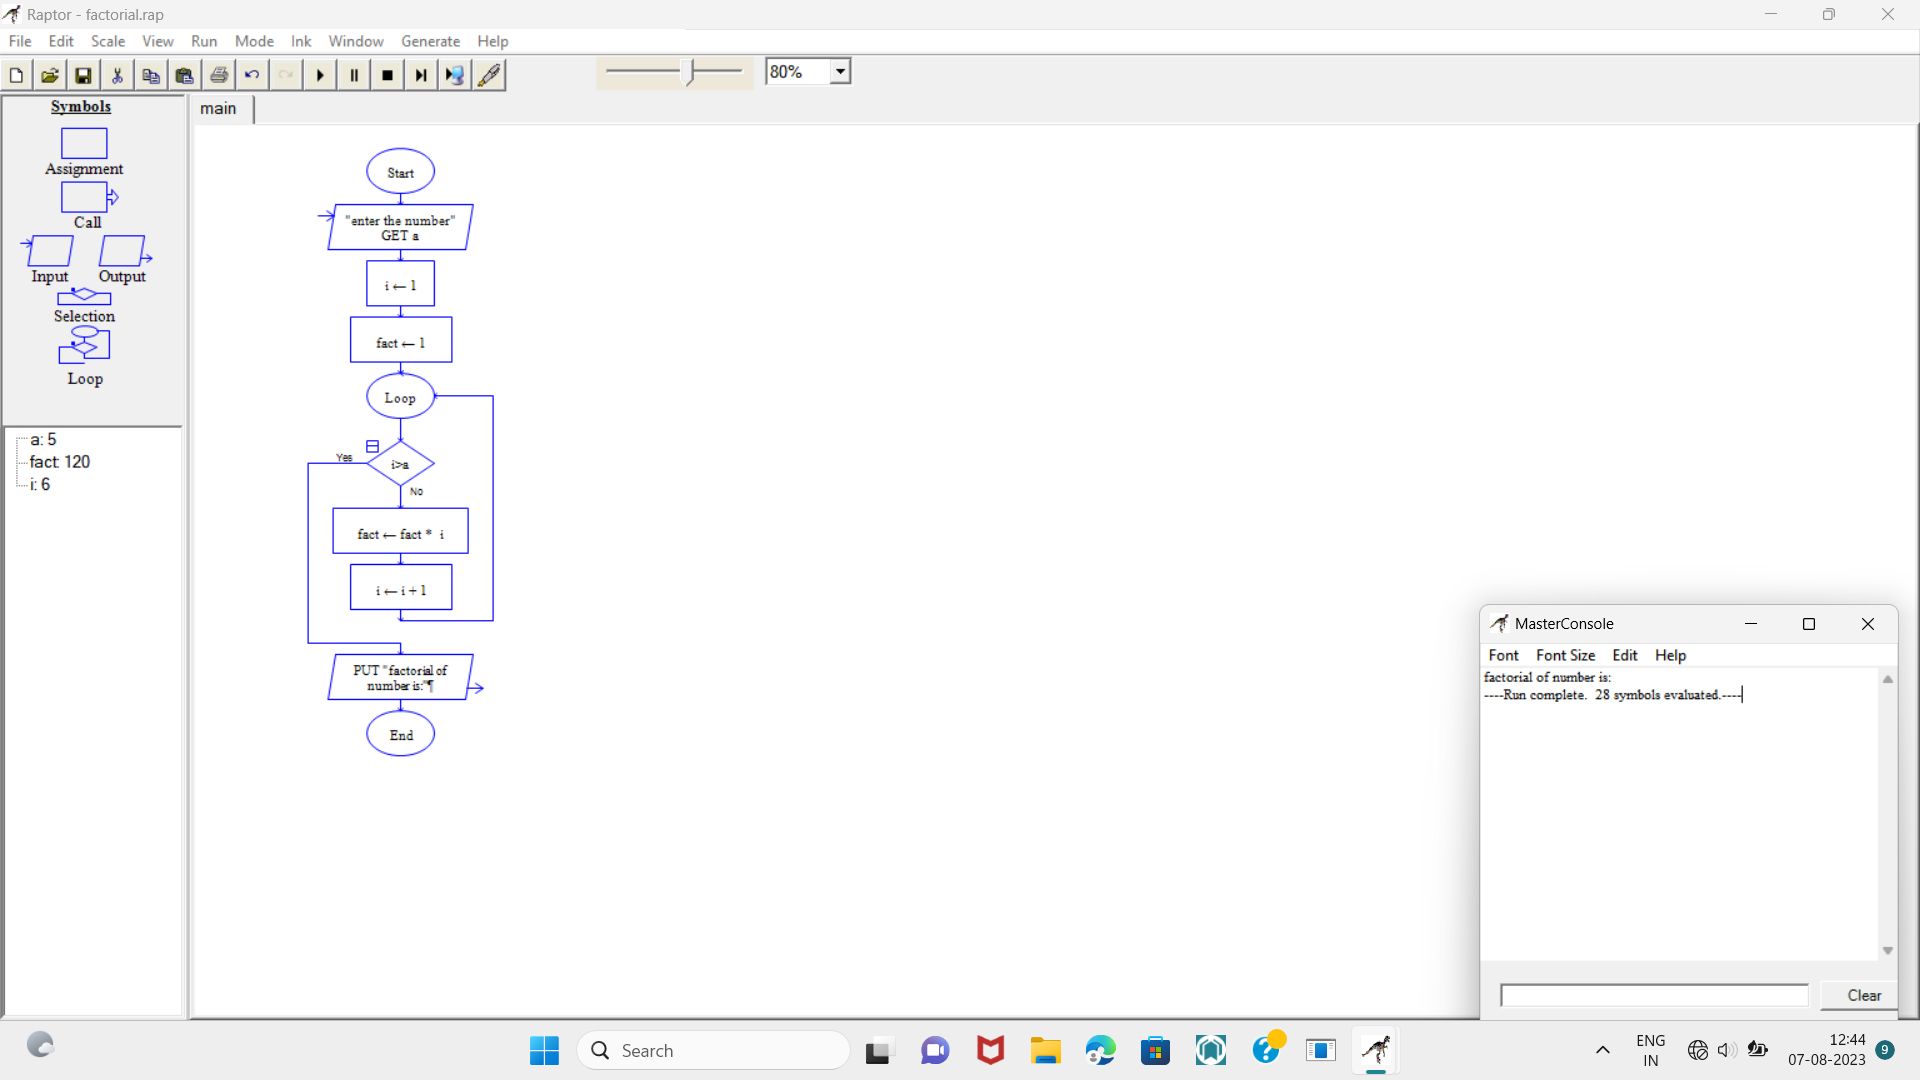 Raptor - factorial.rap
File Edit Scale View Run Mode Ink Window Generate Help
80%
Symbols
Assignment
Call
Input Output
Selection
Loop
a: 5
fact: 120
i: 6
main
Start
"enter the number"
GET a
i ← 1
fact ← 1
Loop
Yes
i>a
No
fact ← fact * i
i ← i + 1
PUT "factorial of
number is:"¶
End
MasterConsole
Font Font Size Edit Help
factorial of number is:
----Run complete. 28 symbols evaluated.----
Clear
Search
ENG
IN
12:44
07-08-2023
9